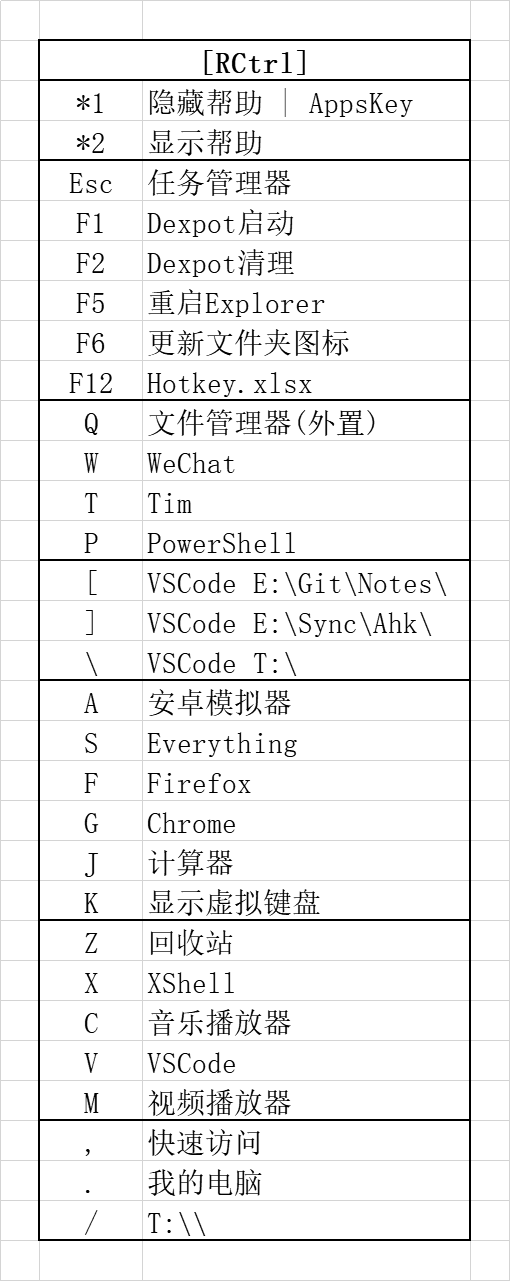 [RCtrl]
*1 隐藏帮助 | AppsKey
*2 显示帮助
Esc 任务管理器
F1 Dexpot启动
F2 Dexpot清理
F5 重启Explorer
F6 更新文件夹图标
F12 Hotkey.xlsx
Q 文件管理器(外置)
W WeChat
T Tim
P PowerShell
[ VSCode E:\Git\Notes\
] VSCode E:\Sync\Ahk\
\ VSCode T:\
A 安卓模拟器
S Everything
F Firefox
G Chrome
J 计算器
K 显示虚拟键盘
Z 回收站
X XShell
C 音乐播放器
V VSCode
M 视频播放器
, 快速访问
. 我的电脑
/ T:\\